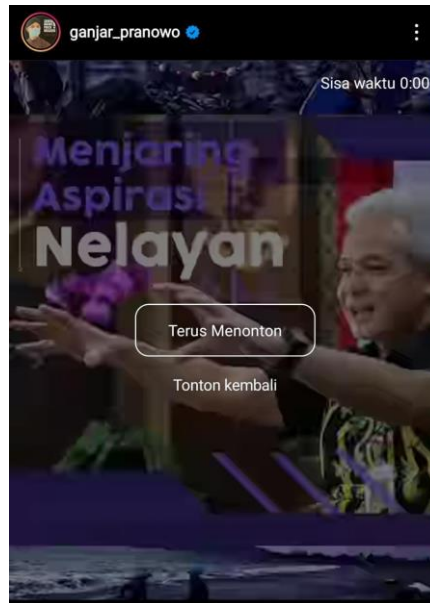 ganjar_pranowo
Sisa waktu 0:00
Menjaring
Aspirasi
Nelayan
Terus Menonton
Tonton kembali